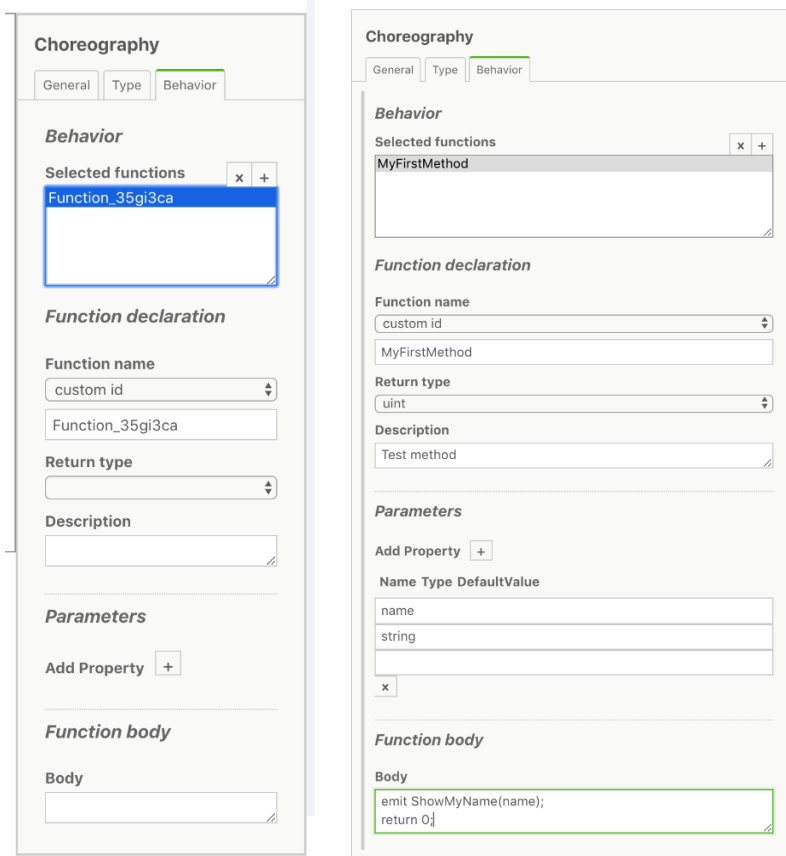 Choreography
General Type Behavior
Behavior
Selected functions x +
Function_35gi3ca
Function declaration
Function name
custom id
Function_35gi3ca
Return type
Description
Parameters
Add Property +
Function body
Body
Choreography
General Type Behavior
Behavior
Selected functions x +
MyFirstMethod
Function declaration
Function name
custom id
MyFirstMethod
Return type
uint
Description
Test method
Parameters
Add Property +
Name Type DefaultValue
name
string
x
Function body
Body
emit ShowMyName(name);
return 0;